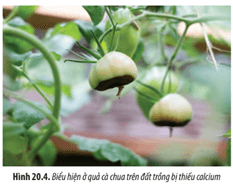 Hình 20.4. Biểu hiện ở quả cà chua trên đất trồng bị thiếu calcium